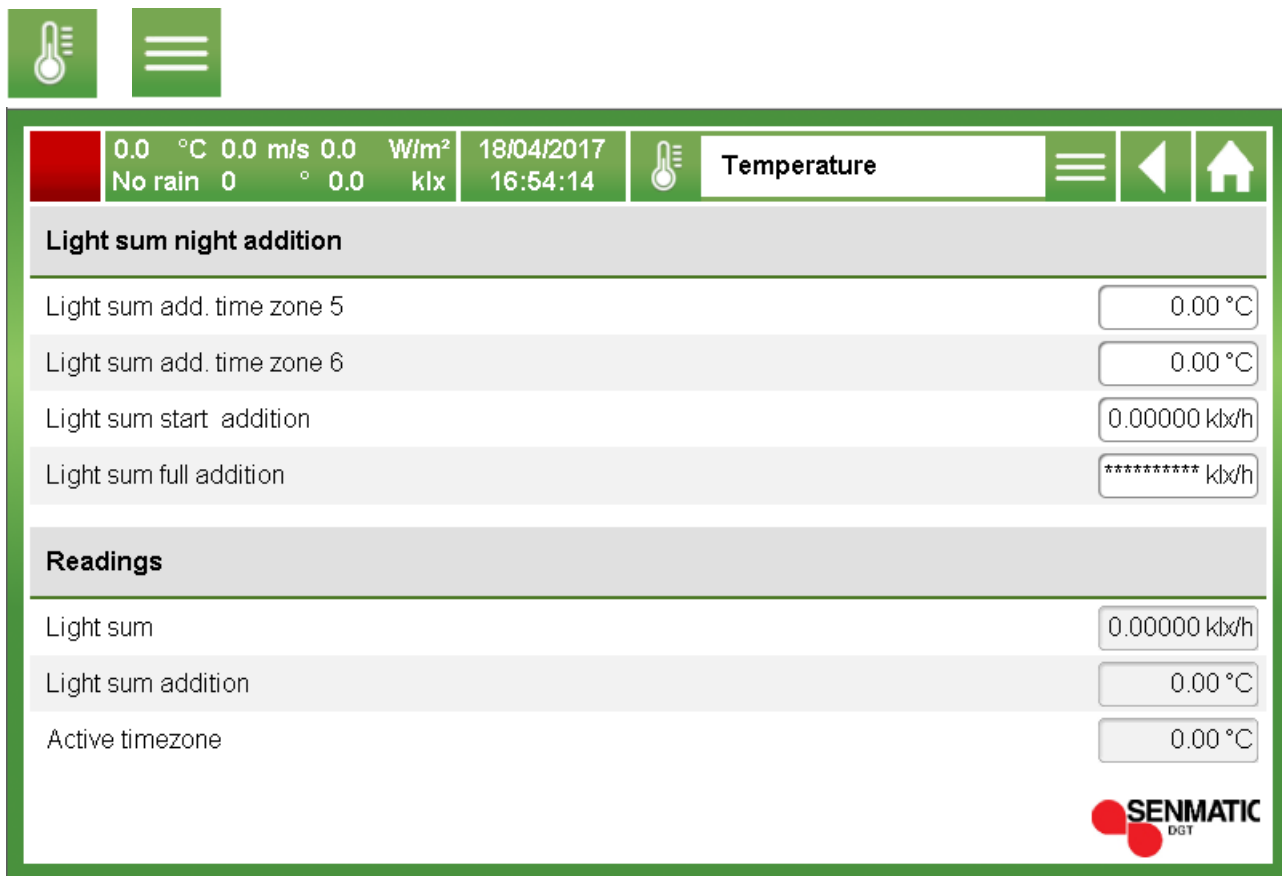 0.0 °C 0.0 m/s 0.0 W/m² 18/04/2017 Temperature
No rain 0 ° 0.0 klx 16:54:14
Light sum night addition
Light sum add. time zone 5 0.00 °C
Light sum add. time zone 6 0.00 °C
Light sum start addition 0.00000 klx/h
Light sum full addition ********** klx/h
Readings
Light sum 0.00000 klx/h
Light sum addition 0.00 °C
Active timezone 0.00 °C
SENMATIC
DGT